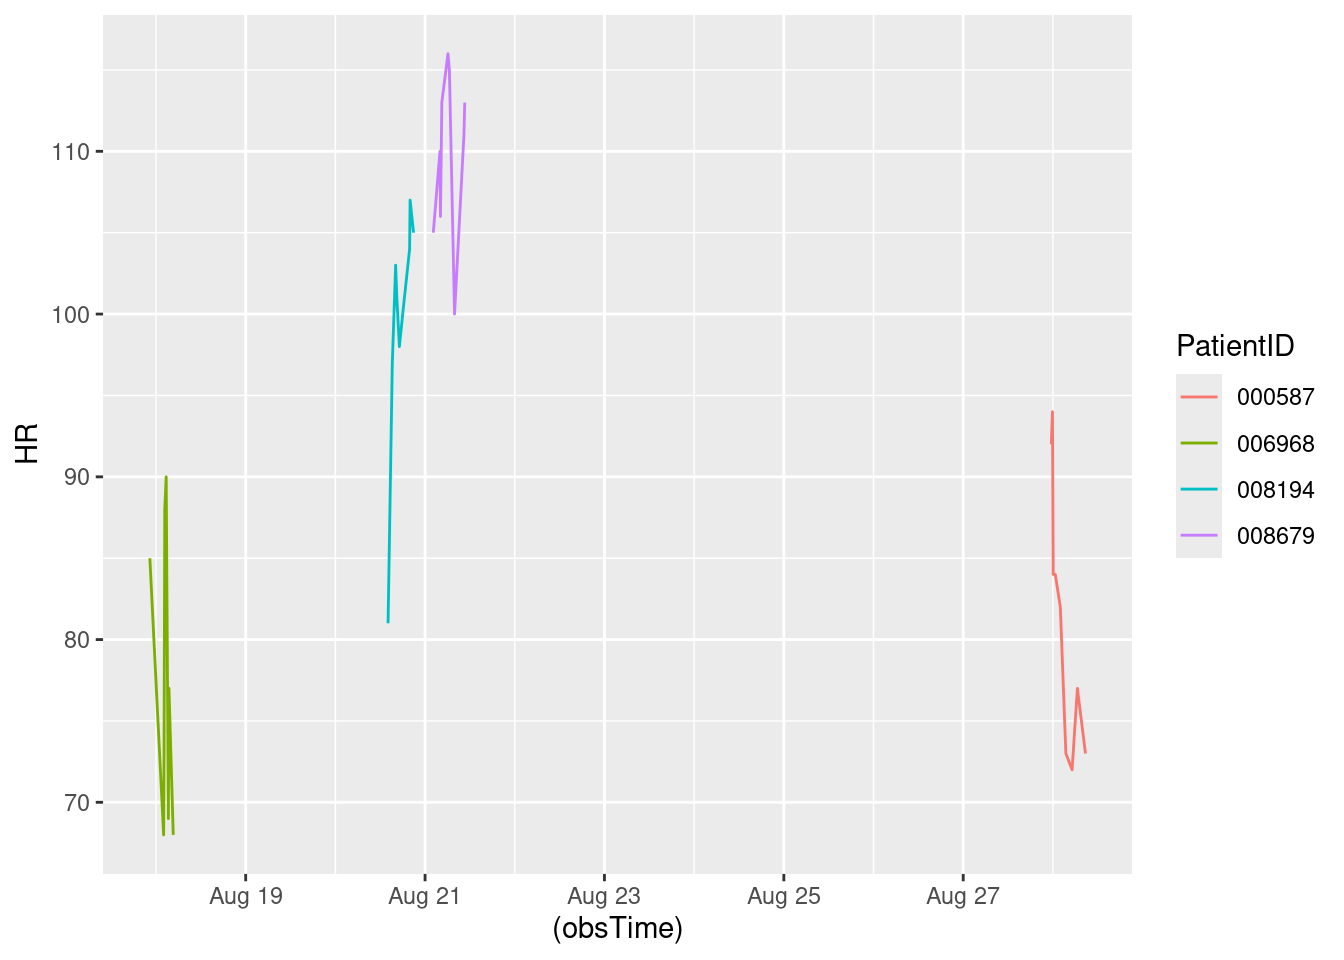 110
100
90
80
70
HR
Aug 19
Aug 21
Aug 23
Aug 25
Aug 27
(obsTime)
PatientID
000587
006968
008194
008679